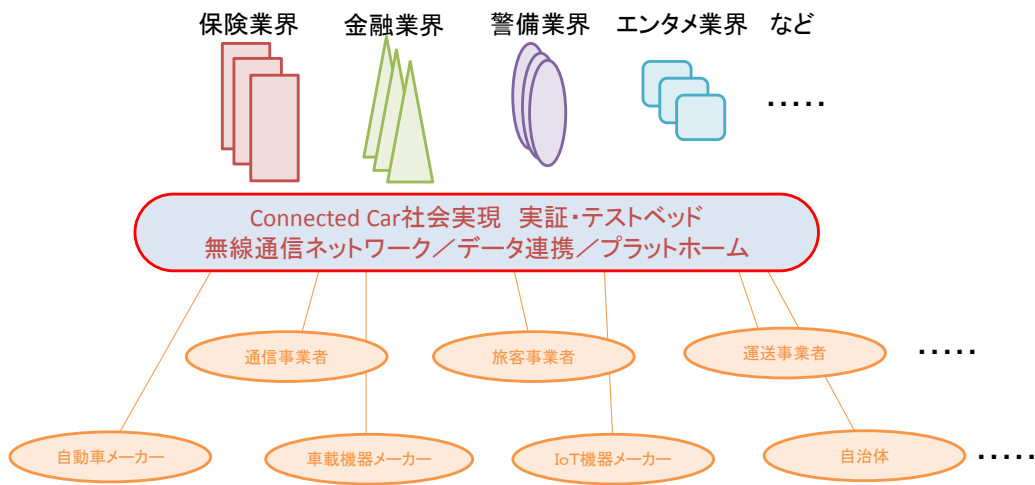 保険業界 金融業界 警備業界 エンタメ業界 など
・・・・・
Connected Car社会実現 実証・テストベッド
無線通信ネットワーク／データ連携／プラットホーム
通信事業者 旅客事業者 運送事業者 ・・・・・
自動車メーカー 車載機器メーカー IoT機器メーカー 自治体 ・・・・・